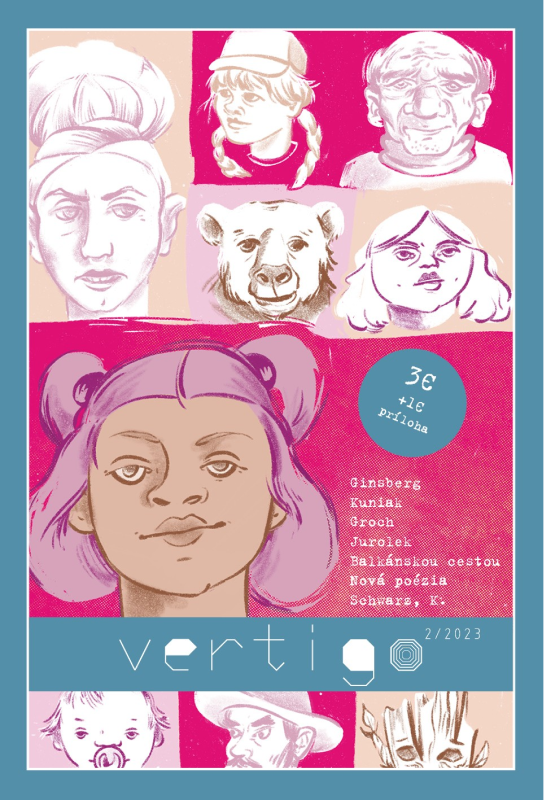 3€
+1€
príloha
Ginsberg
Kuniak
Groch
Jurolek
Balkánskou cestou
Nová poézia
Schwarz, K.
vertigo
2/2023